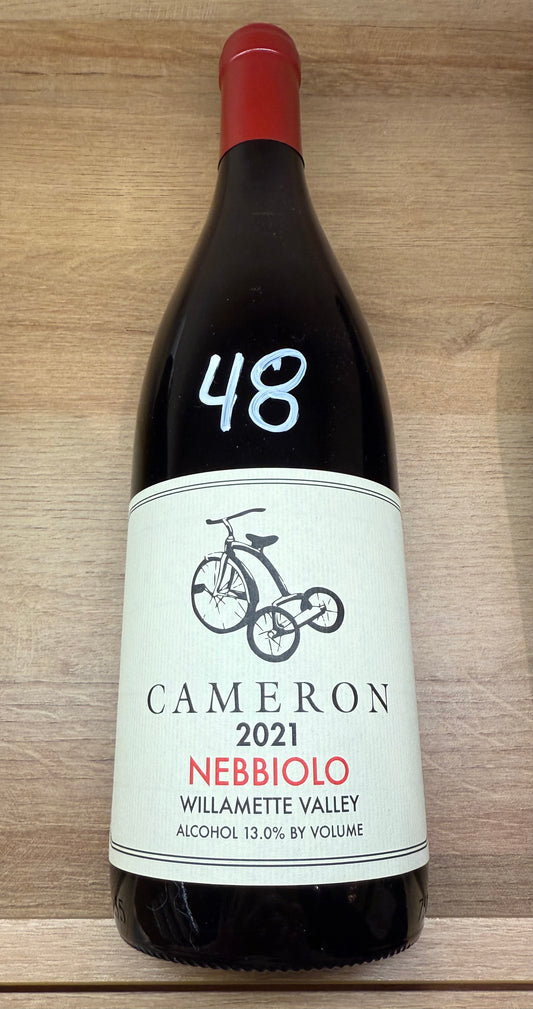 48
CAMERON
2021
NEBBIOLO
WILLAMETTE VALLEY
ALCOHOL 13.0% BY VOLUME